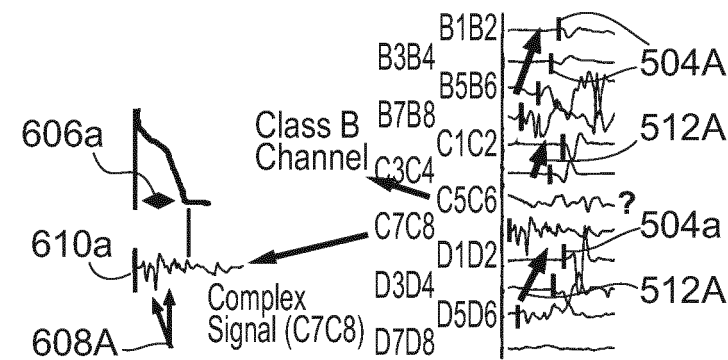 B1B2
B3B4
504A
B5B6
B7B8
606a
Class B
Channel
C1C2
512A
C3C4
C5C6
?
C7C8
504a
610a
D1D2
D3D4
512A
Complex
Signal (C7C8)
D5D6
608A
D7D8